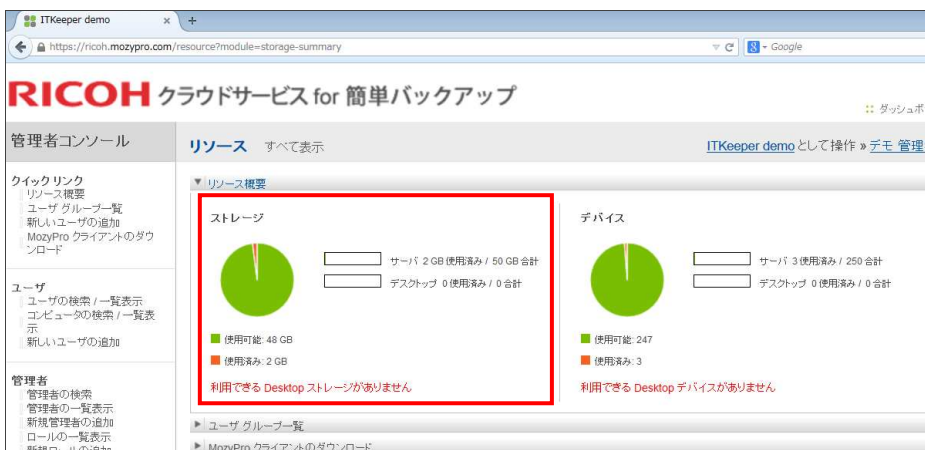 ITKeeper demo
https://ricoh.mozypro.com/resource?module=storage-summary
Google
RICOH クラウドサービス for 簡単バックアップ
ダッシュボ
管理者コンソール
リソース すべて表示
ITKeeper demo として操作 » デモ 管理
クイックリンク
リソース概要
ユーザ グループ一覧
新しいユーザの追加
MozyPro クライアントのダウ
ンロード
ユーザ
ユーザの検索 / 一覧表示
コンピュータの検索 / 一覧表
示
新しいユーザの追加
管理者
管理者の検索
管理者の一覧表示
新規管理者の追加
ロールの一覧表示
新規ロールの追加
リソース概要
ストレージ
サーバ 2 GB 使用済み / 50 GB 合計
デスクトップ 0 使用済み / 0 合計
使用可能: 48 GB
使用済み: 2 GB
利用できる Desktop ストレージがありません
デバイス
サーバ 3 使用済み / 250 合計
デスクトップ 0 使用済み / 0 合計
使用可能: 247
使用済み: 3
利用できる Desktop デバイスがありません
ユーザ グループ一覧
MozyPro クライアントのダウンロード